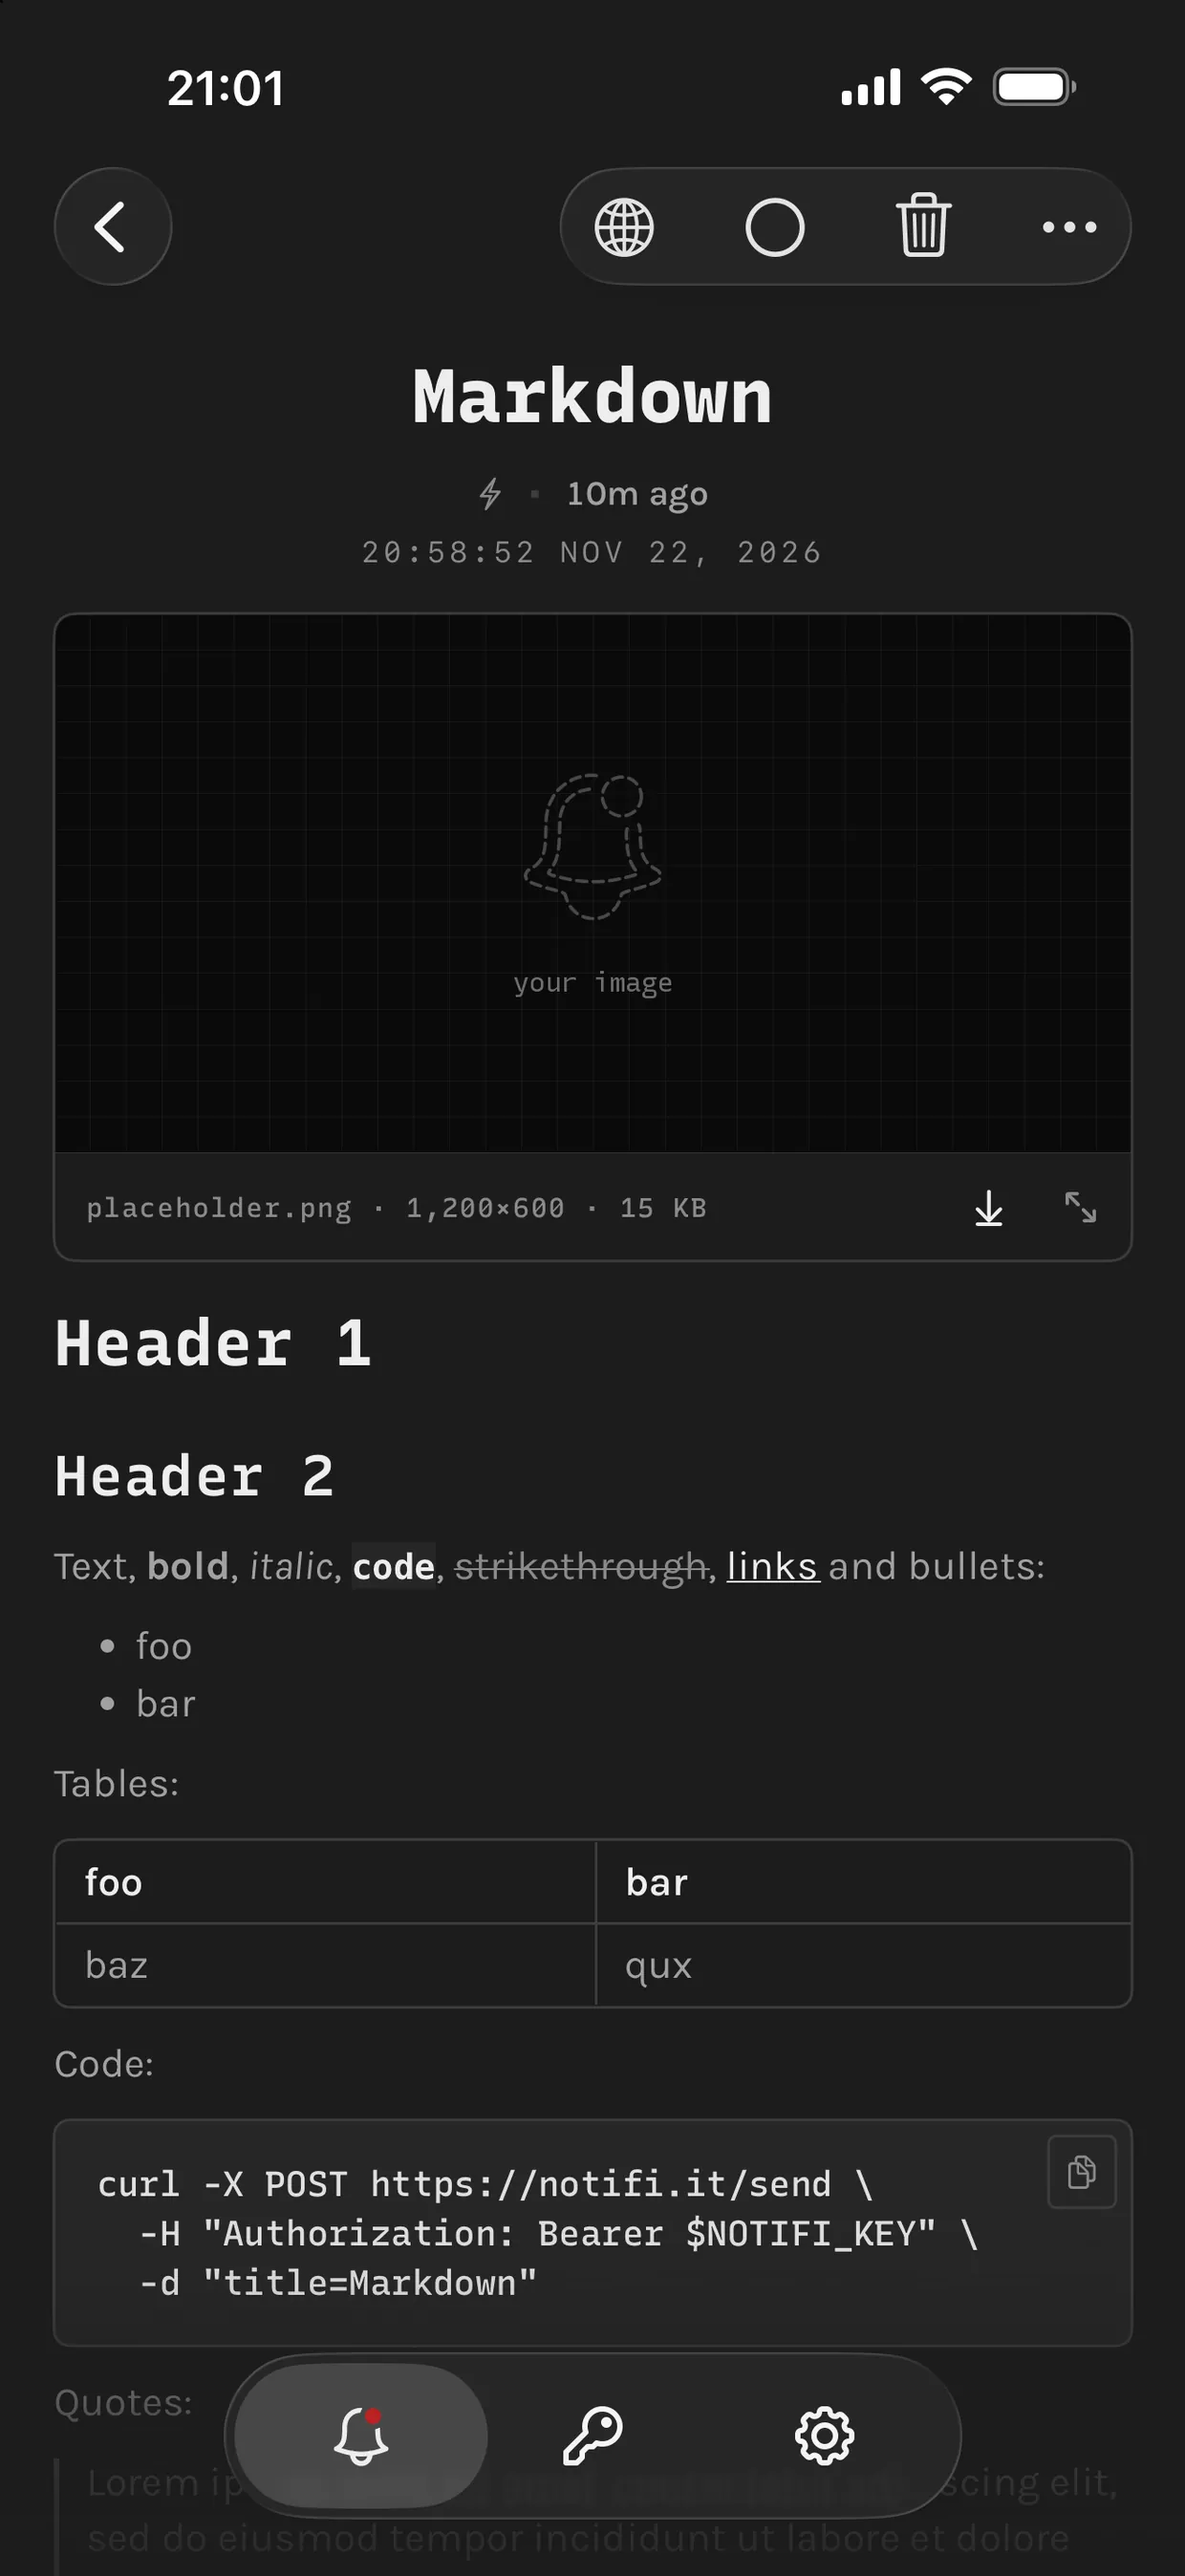 21:01
Markdown
10m ago
20:58:52 NOV 22, 2026
your image
placeholder.png · 1,200×600 · 15 KB
Header 1
Header 2
Text, bold, italic, code, strikethrough, links and bullets:
• foo
• bar
Tables:
foo bar
baz qux
Code:
curl -X POST https://notifi.it/send \
  -H "Authorization: Bearer $NOTIFI_KEY" \
  -d "title=Markdown"
Quotes:
Lorem elit,
sed do eiusmod tempor incididunt ut labore et dolore